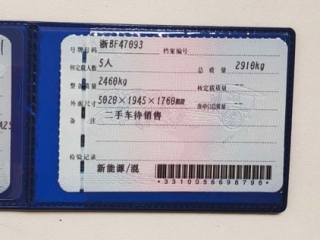 号牌号码 浙BF47093 档案编号
核定载人数 5人 总质量 2910kg
整备质量 2460kg 核定载质量 --
外廓尺寸 5020×1945×1760mm 准牵引总质量 --
备注 二手车待销售
检验记录
新能源/混
*3310056698796*